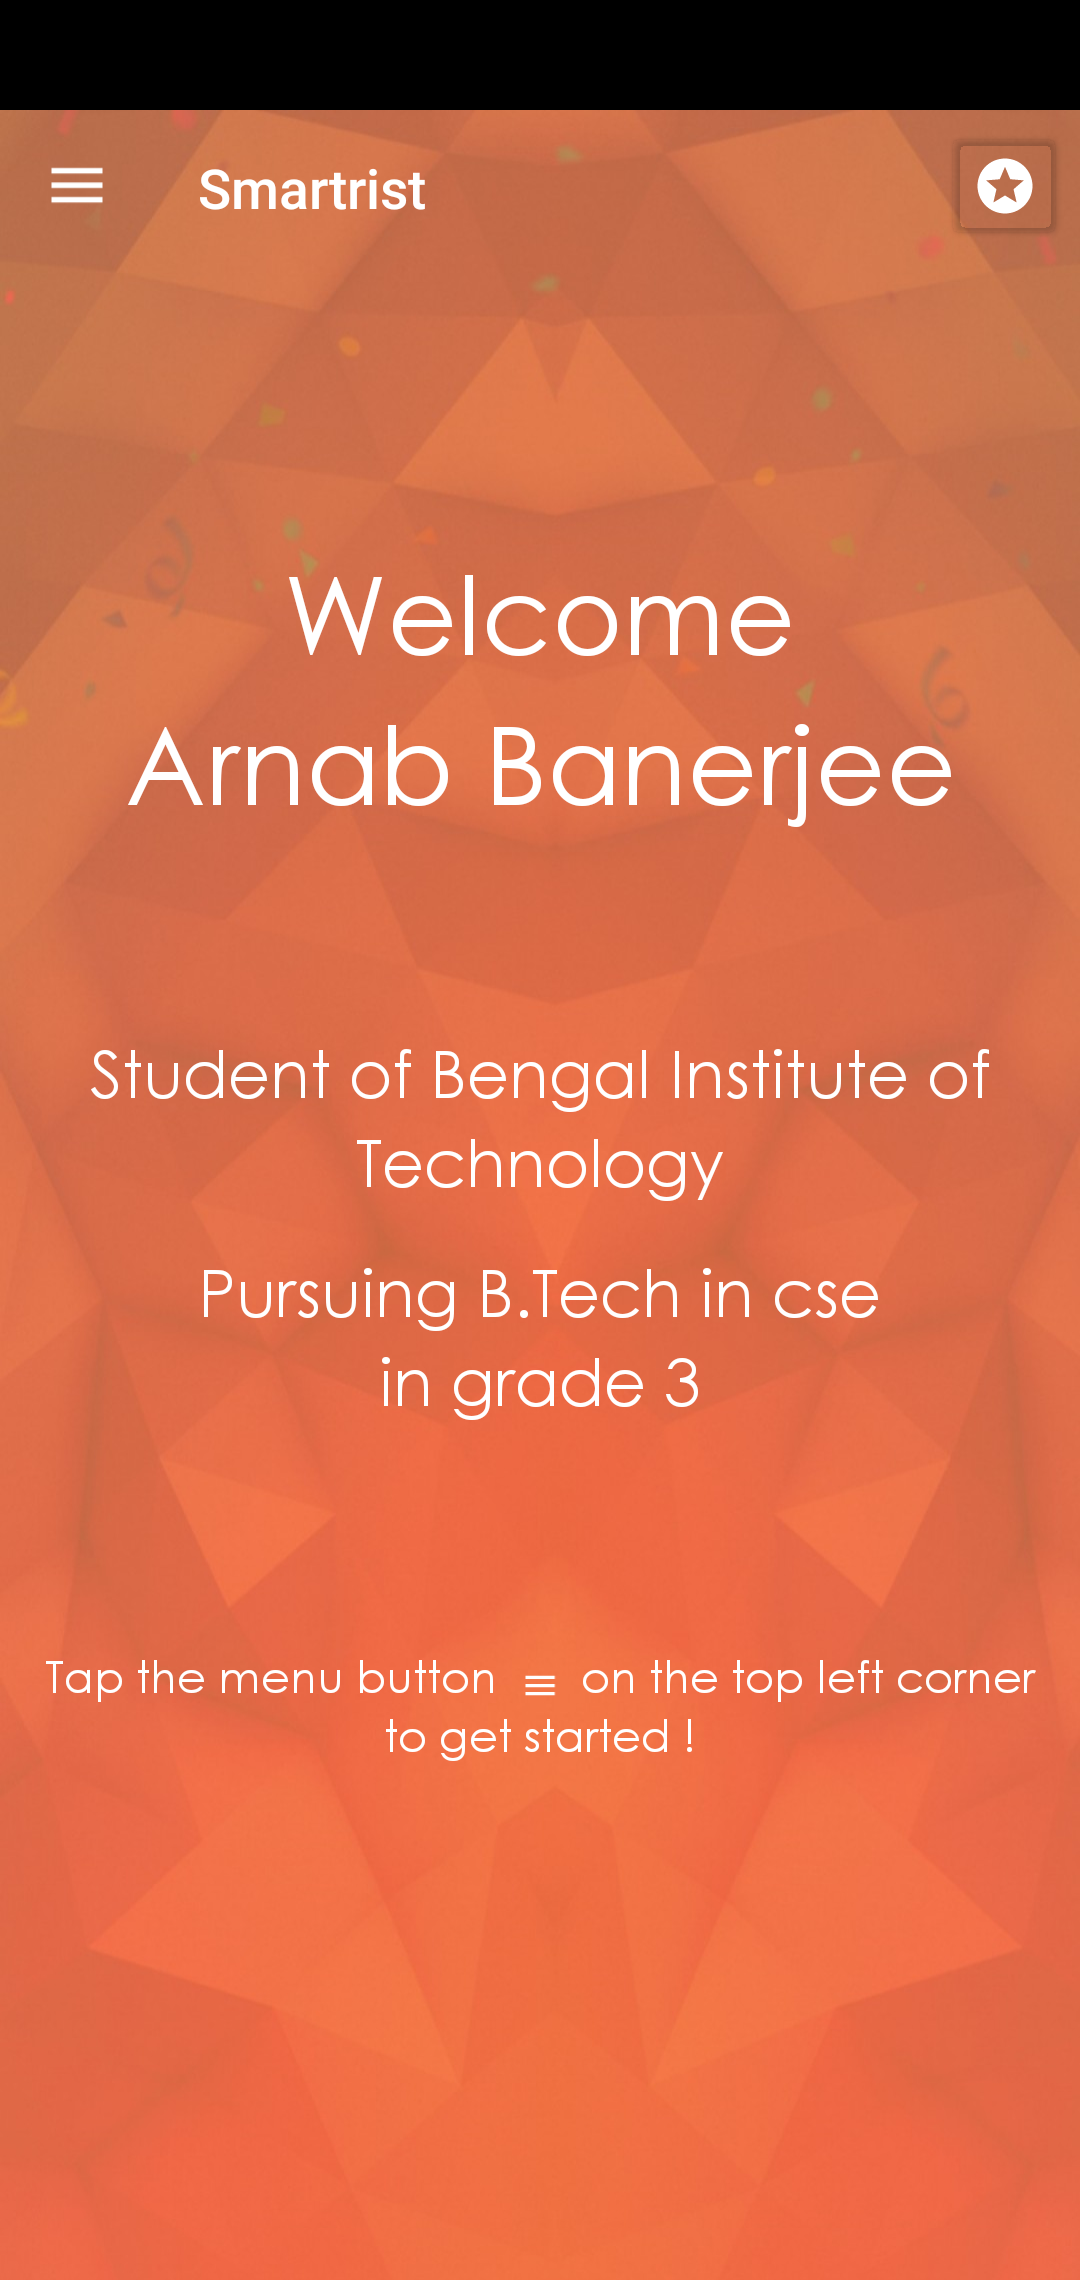 Smartrist
Welcome
Arnab Banerjee
Student of Bengal Institute of
Technology
Pursuing B.Tech in cse
in grade 3
Tap the menu button on the top left corner
to get started !